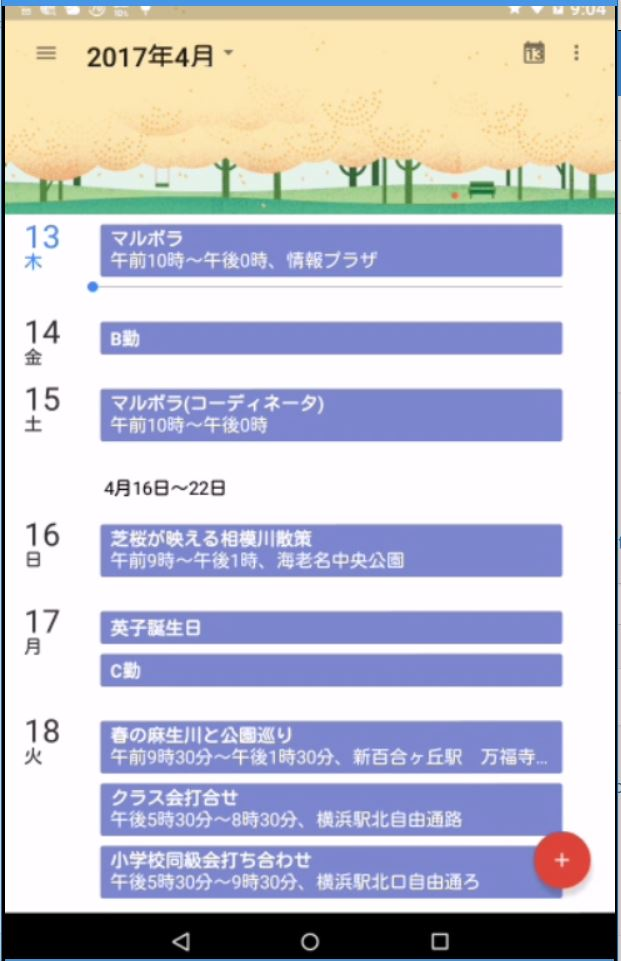 9:04
2017年4月
13
13
木
マルポラ
午前10時～午後0時、情報プラザ
14
金
B勤
15
土
マルポラ(コーディネータ)
午前10時～午後0時
4月16日～22日
16
日
芝桜が映える相模川散策
午前9時～午後1時、海老名中央公園
17
月
英子誕生日
C勤
18
火
春の麻生川と公園巡り
午前9時30分～午後1時30分、新百合ヶ丘駅　万福寺…
クラス会打合せ
午後5時30分～8時30分、横浜駅北自由通路
小学校同級会打ち合わせ
午後5時30分～9時30分、横浜駅北口自由通ろ